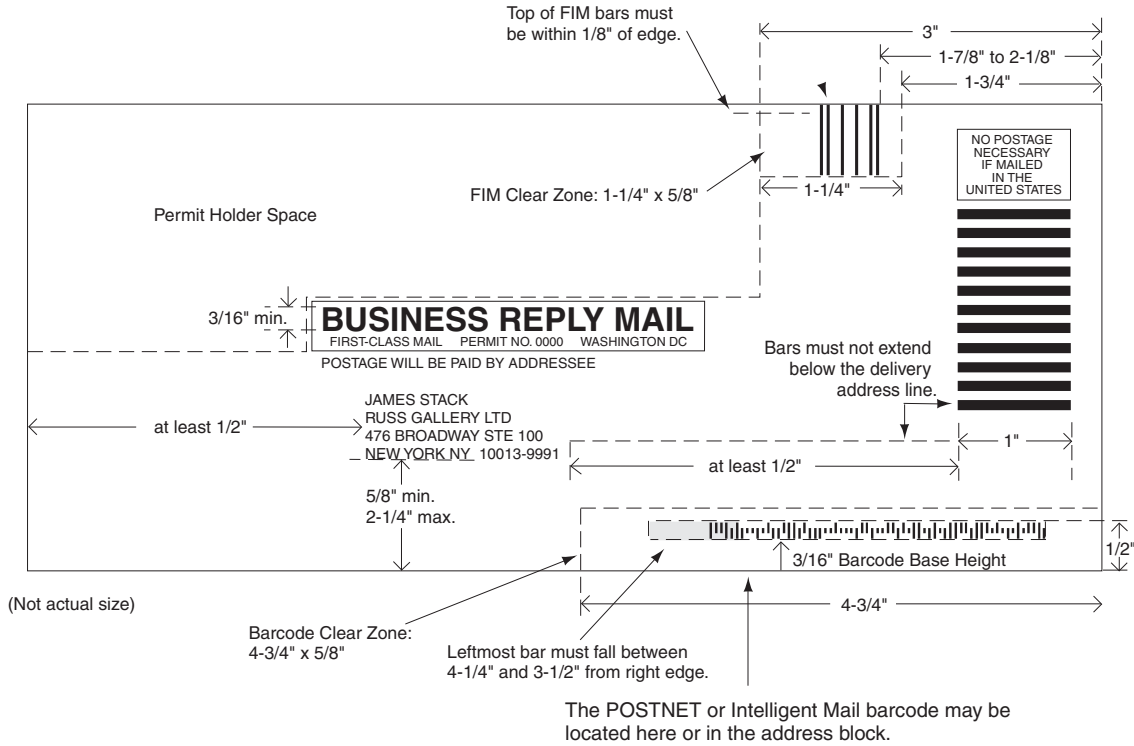 Top of FIM bars must
be within 1/8" of edge.
3"
1-7/8" to 2-1/8"
1-3/4"
NO POSTAGE
NECESSARY
IF MAILED
IN THE
UNITED STATES
FIM Clear Zone: 1-1/4" x 5/8"
1-1/4"
Permit Holder Space
3/16" min.
BUSINESS REPLY MAIL
FIRST-CLASS MAIL PERMIT NO. 0000 WASHINGTON DC
POSTAGE WILL BE PAID BY ADDRESSEE
Bars must not extend
below the delivery
address line.
JAMES STACK
RUSS GALLERY LTD
476 BROADWAY STE 100
NEW YORK NY 10013-9991
at least 1/2"
1"
at least 1/2"
5/8" min.
2-1/4" max.
3/16" Barcode Base Height
1/2"
(Not actual size)
4-3/4"
Barcode Clear Zone:
4-3/4" x 5/8"
Leftmost bar must fall between
4-1/4" and 3-1/2" from right edge.
The POSTNET or Intelligent Mail barcode may be
located here or in the address block.